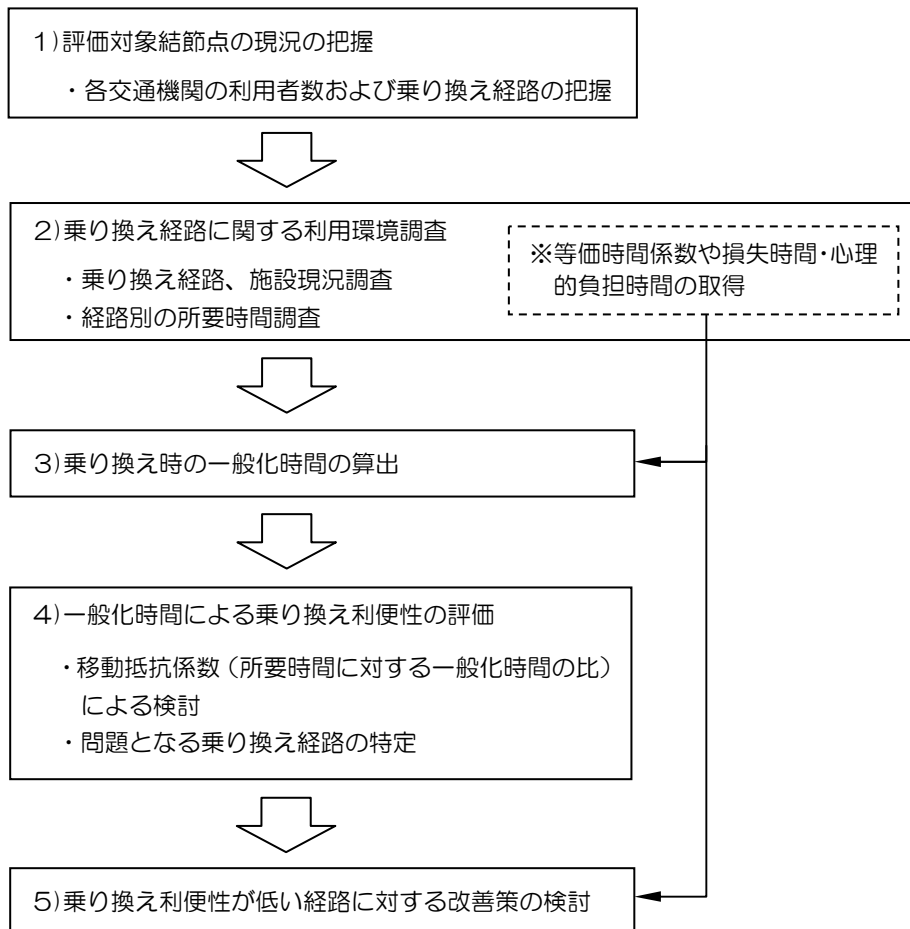 1)評価対象結節点の現況の把握
・各交通機関の利用者数および乗り換え経路の把握
2)乗り換え経路に関する利用環境調査
・乗り換え経路、施設現況調査
・経路別の所要時間調査
※等価時間係数や損失時間・心理
的負担時間の取得
3)乗り換え時の一般化時間の算出
4)一般化時間による乗り換え利便性の評価
・移動抵抗係数(所要時間に対する一般化時間の比)
による検討
・問題となる乗り換え経路の特定
5)乗り換え利便性が低い経路に対する改善策の検討